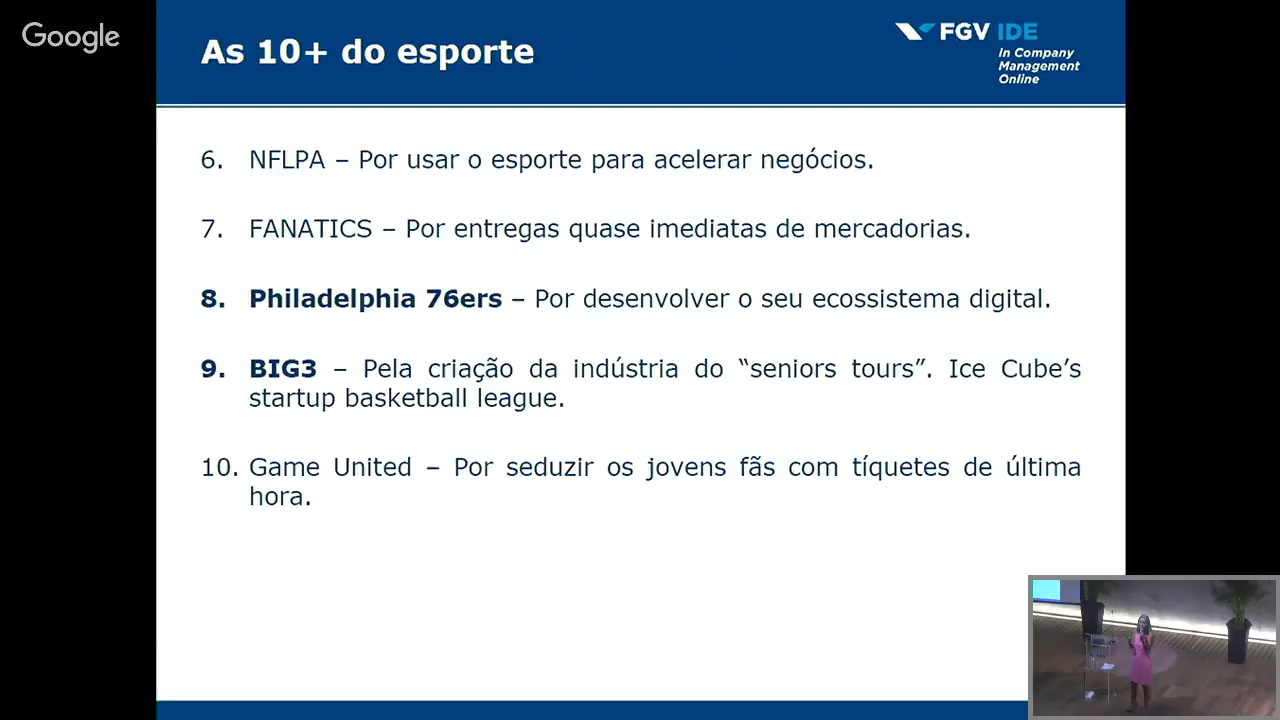 Google
As 10+ do esporte
FGV IDE
In Company
Management
Online
6. NFLPA – Por usar o esporte para acelerar negócios.
7. FANATICS – Por entregas quase imediatas de mercadorias.
8. Philadelphia 76ers – Por desenvolver o seu ecossistema digital.
9. BIG3 – Pela criação da indústria do “seniors tours”. Ice Cube’s
startup basketball league.
10. Game United – Por seduzir os jovens fãs com tíquetes de última
hora.